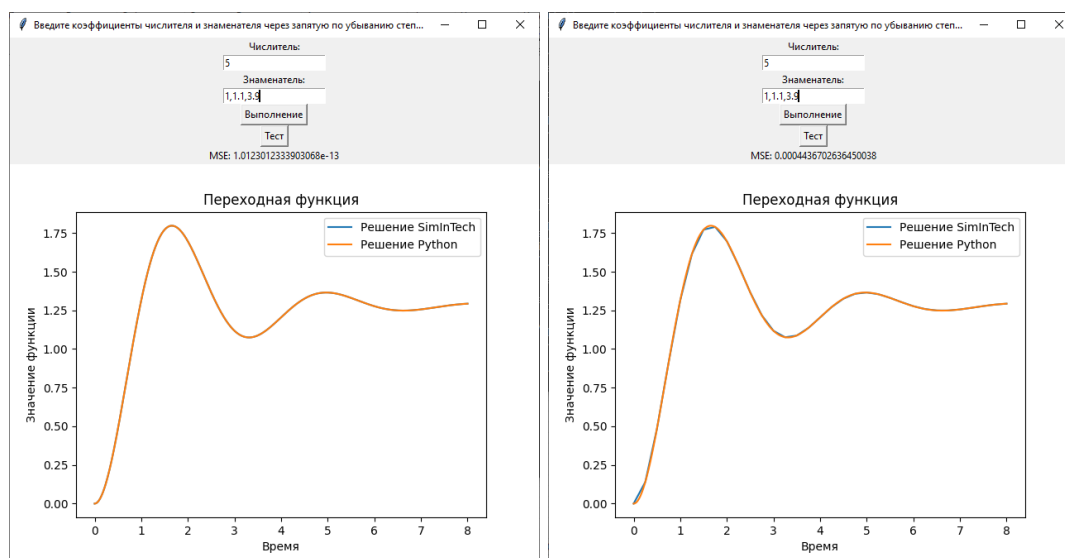 Введите коэффициенты числителя и знаменателя через запятую по убыванию степ...
Числитель:
5
Знаменатель:
1,1.1,3.9
Выполнение
Тест
MSE: 1.0123012333903068e-13
Переходная функция
Решение SimInTech
Решение Python
1.75
1.50
1.25
1.00
0.75
0.50
0.25
0.00
Значение функции
0 1 2 3 4 5 6 7 8
Время
Введите коэффициенты числителя и знаменателя через запятую по убыванию степ...
Числитель:
5
Знаменатель:
1,1.1,3.9
Выполнение
Тест
MSE: 0.0004436702636450038
Переходная функция
Решение SimInTech
Решение Python
1.75
1.50
1.25
1.00
0.75
0.50
0.25
0.00
Значение функции
0 1 2 3 4 5 6 7 8
Время